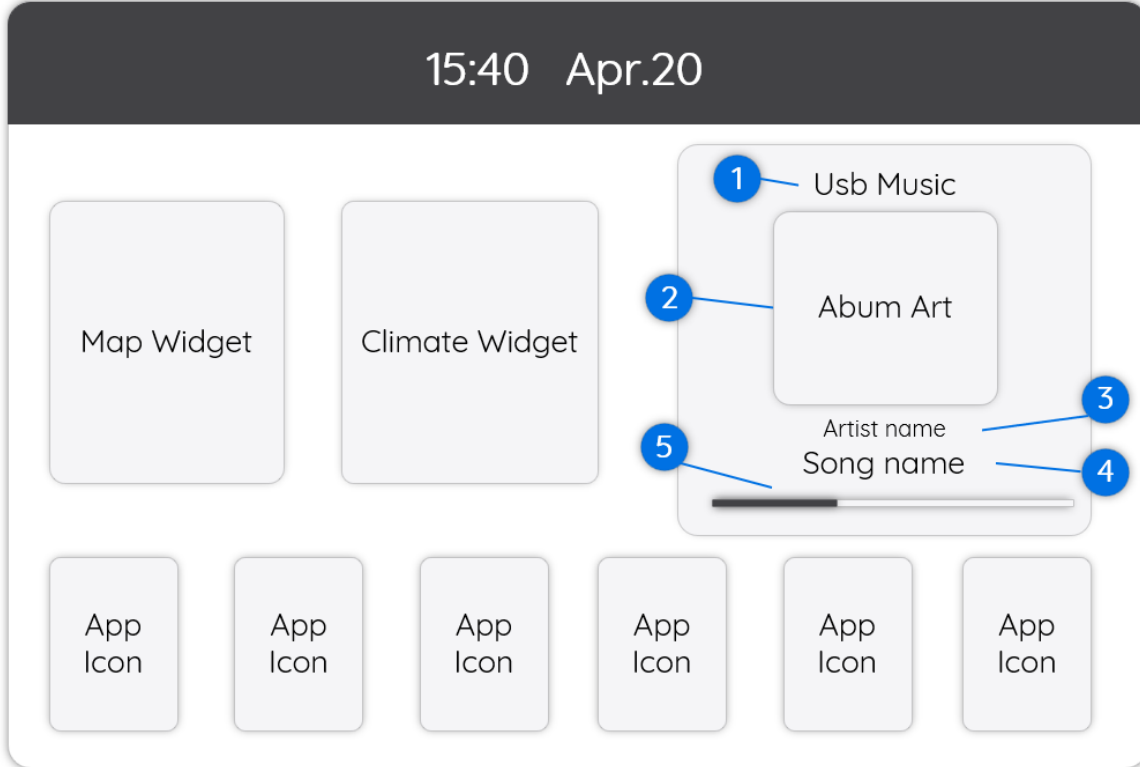 15:40 Apr.20
1
Usb Music
2
Abum Art
Map Widget
Climate Widget
3
Artist name
5
Song name
4
App
Icon
App
Icon
App
Icon
App
Icon
App
Icon
App
Icon